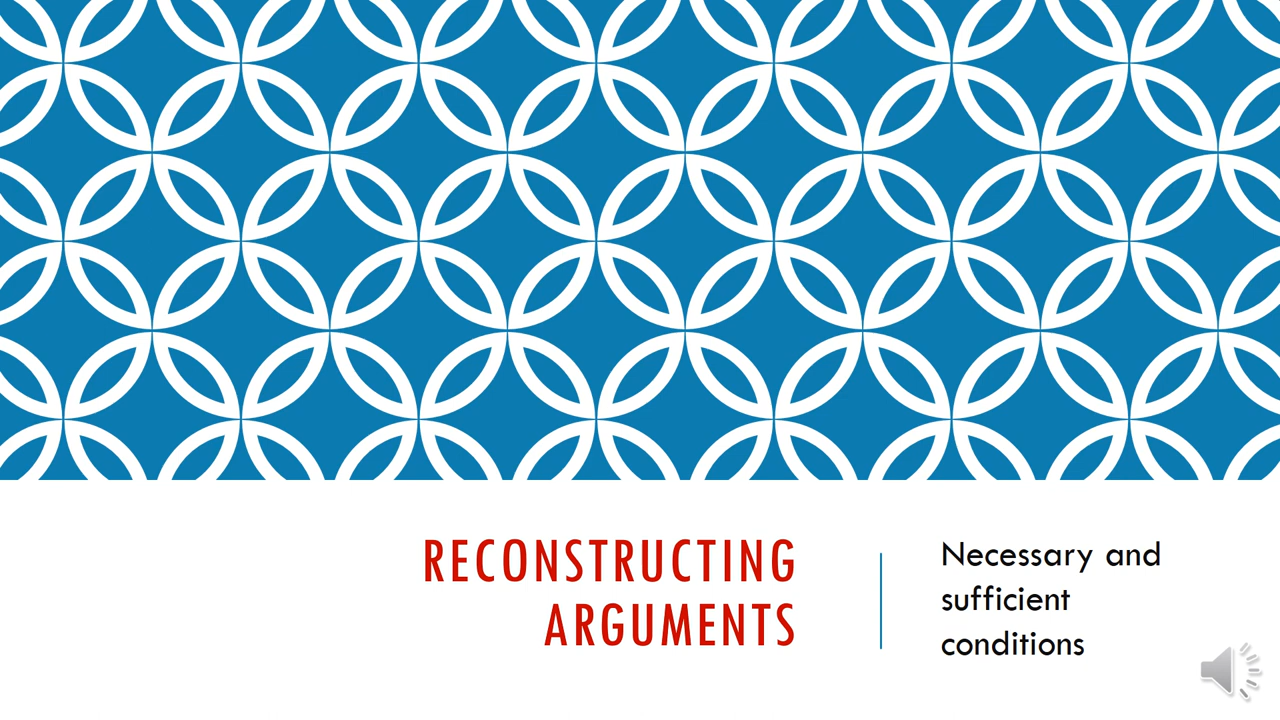 RECONSTRUCTING
ARGUMENTS
Necessary and
sufficient
conditions